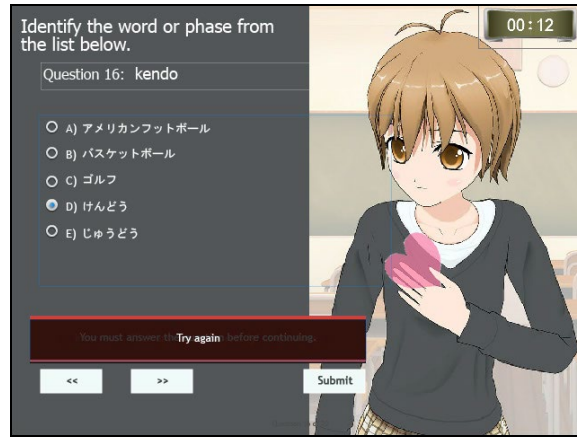 Identify the word or phase from
the list below.
00:12
Question 16: kendo
A) アメリカンフットボール
B) バスケットボール
C) ゴルフ
D) けんどう
E) じゅうどう
You must answer the Try again before continuing.
<<
>>
Submit